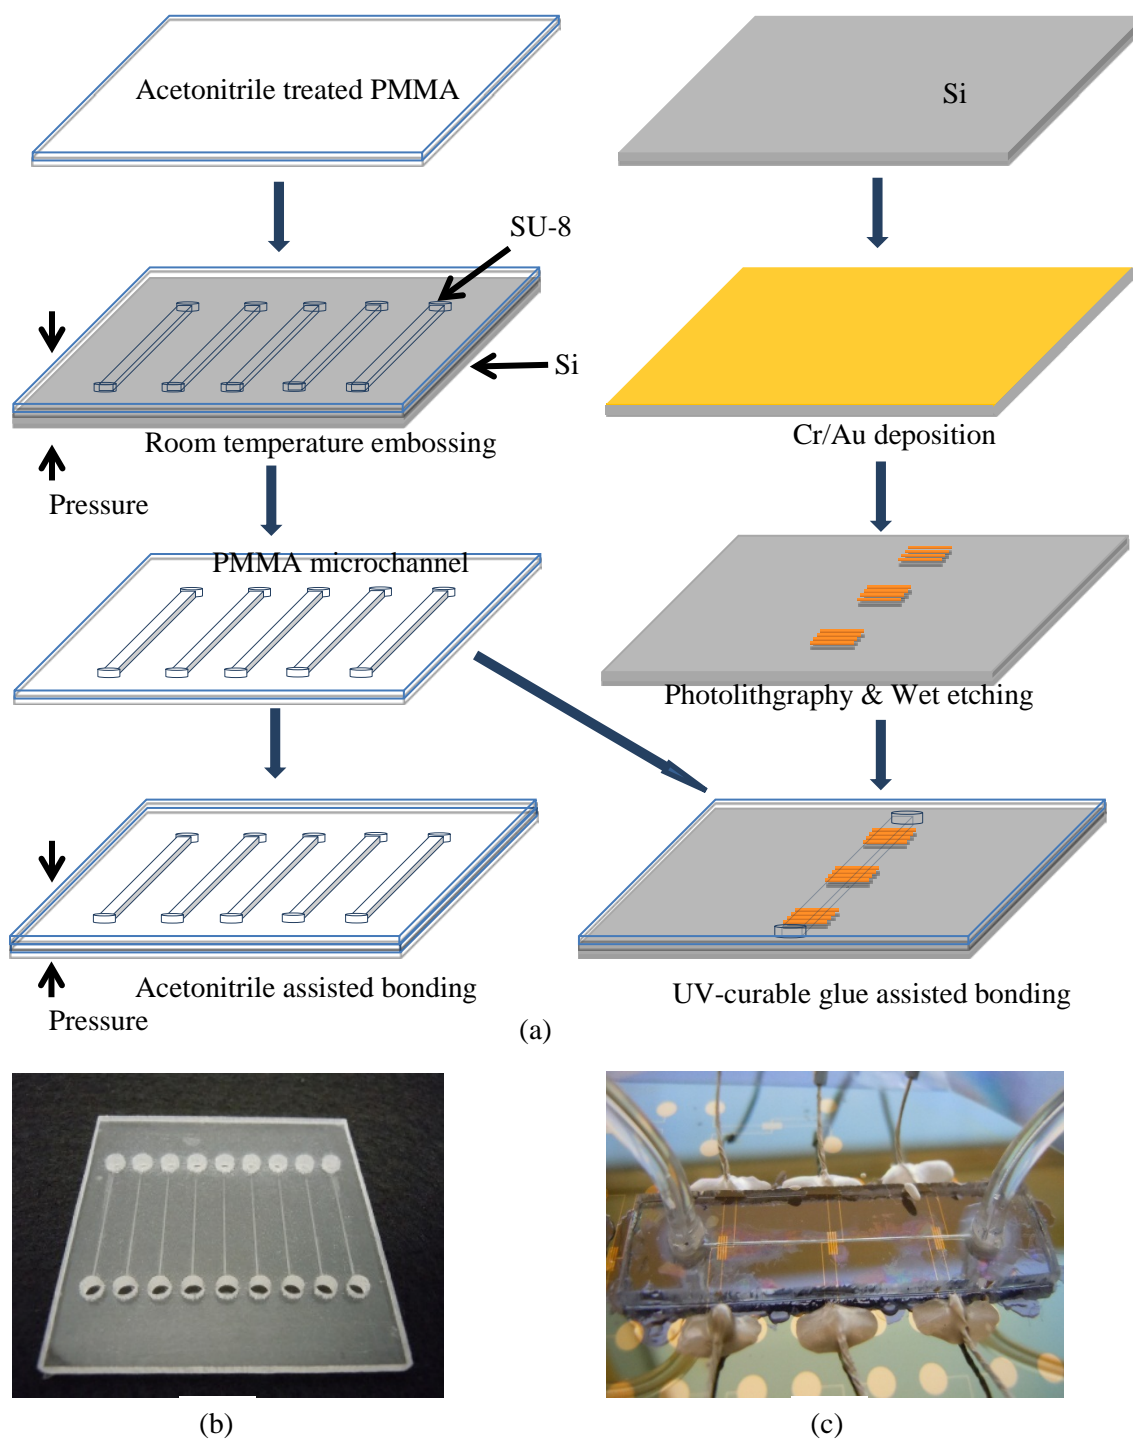 Acetonitrile treated PMMA
Si
SU-8
Si
Room temperature embossing
Pressure
Cr/Au deposition
PMMA microchannel
Photolithgraphy & Wet etching
Acetonitrile assisted bonding
Pressure
UV-curable glue assisted bonding
(a)
(b)
(c)